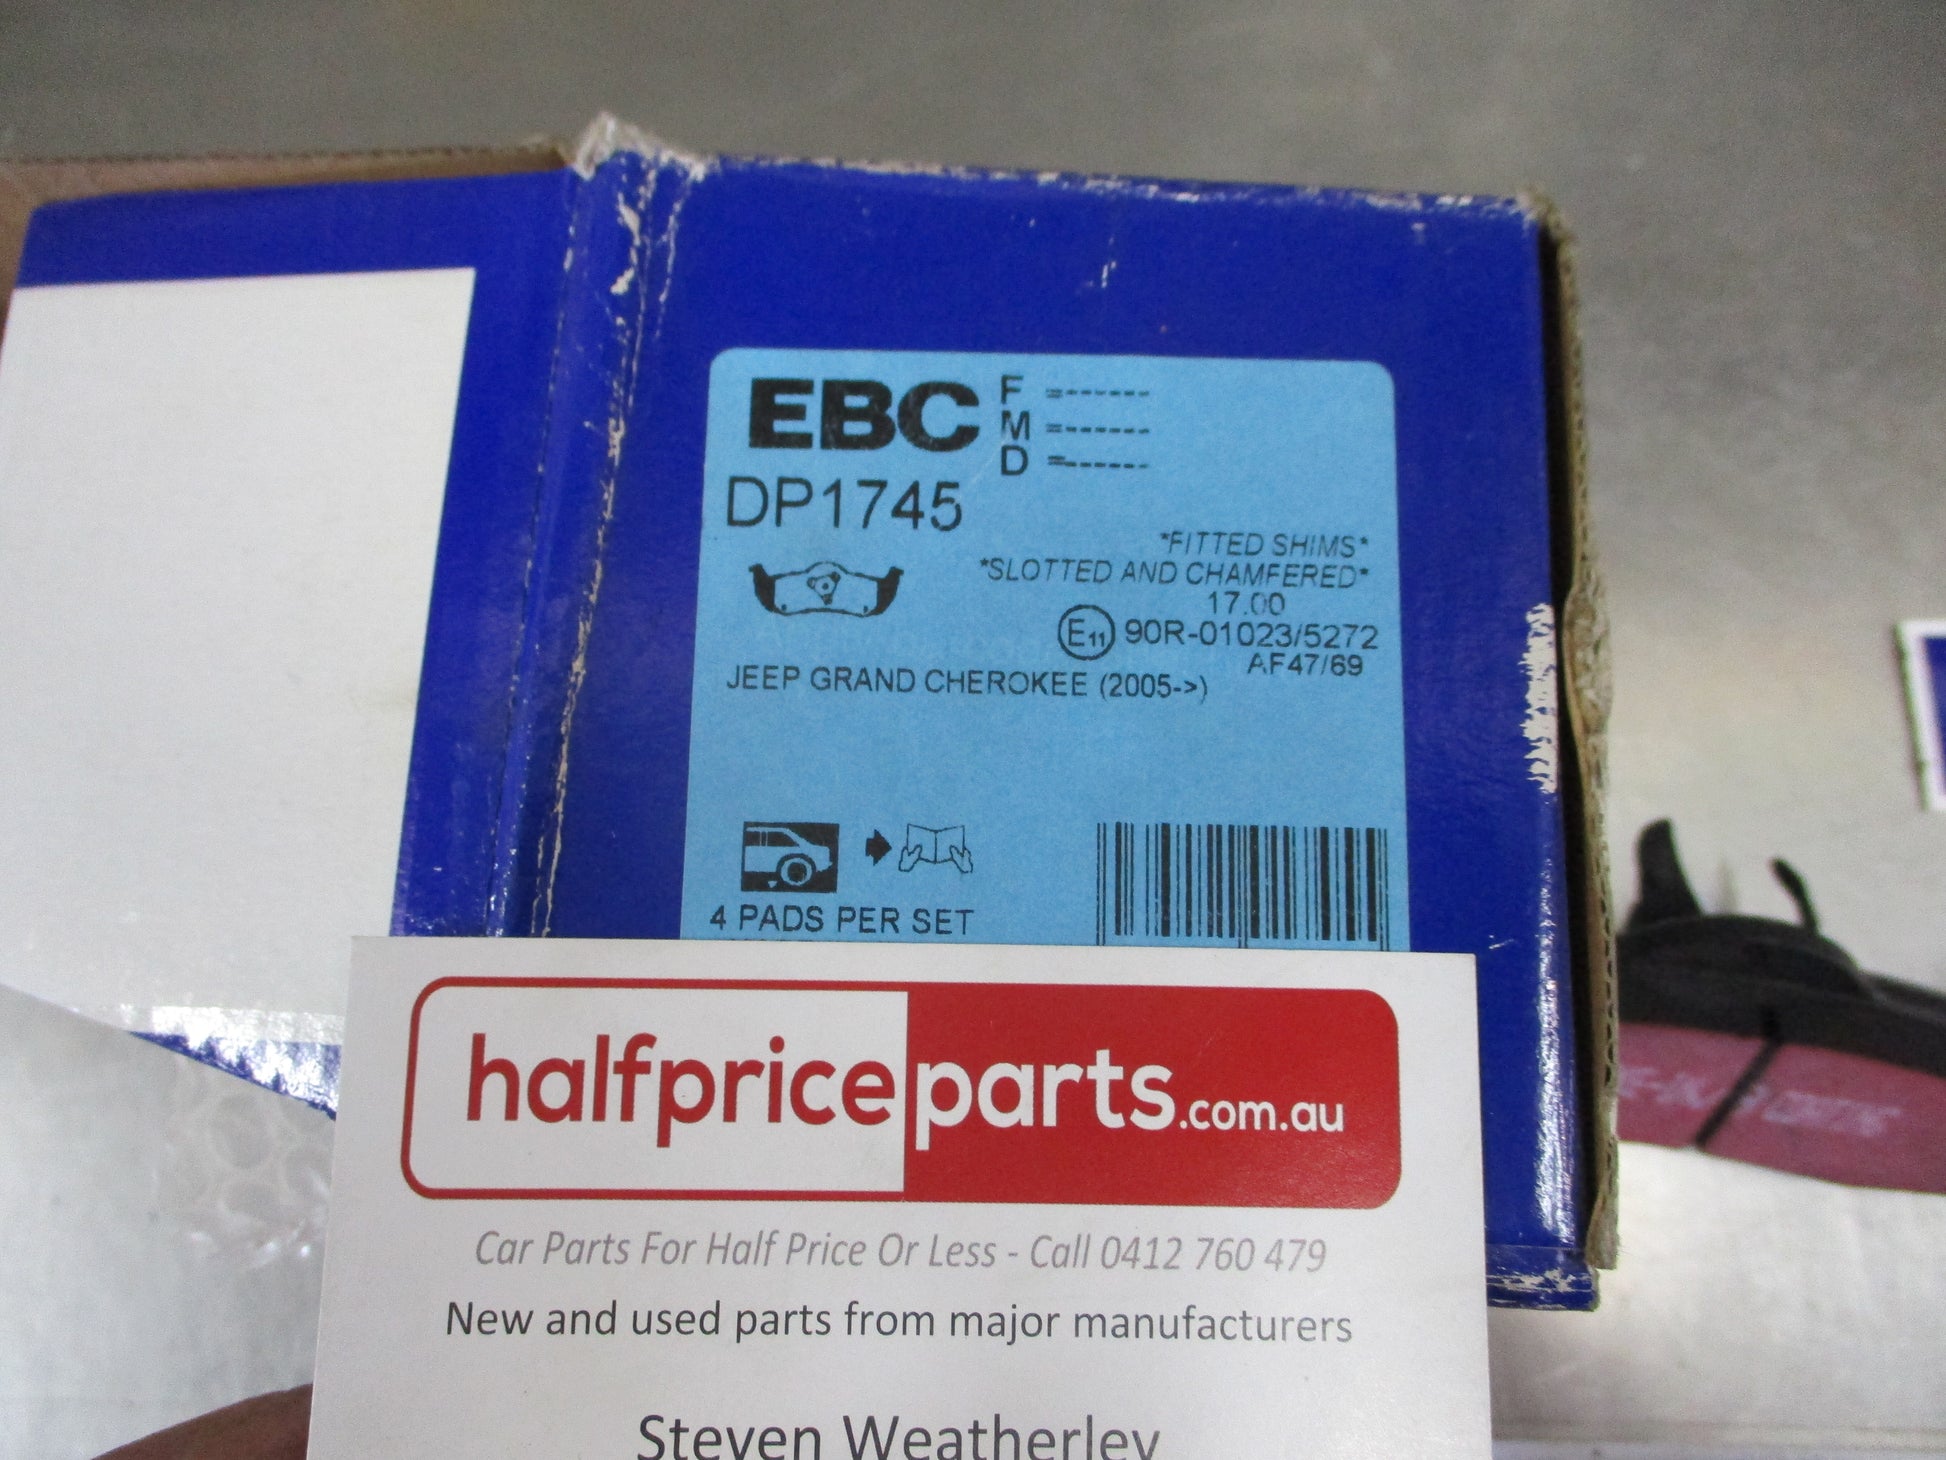 EBC
F =-------
M =-------
D =-------
DP1745
*FITTED SHIMS*
*SLOTTED AND CHAMFERED*
17.00
E11 90R-01023/5272
AF47/69
JEEP GRAND CHEROKEE (2005->)
4 PADS PER SET
halfpriceparts.com.au
Car Parts For Half Price Or Less - Call 0412 760 479
New and used parts from major manufacturers
Steven Weatherley